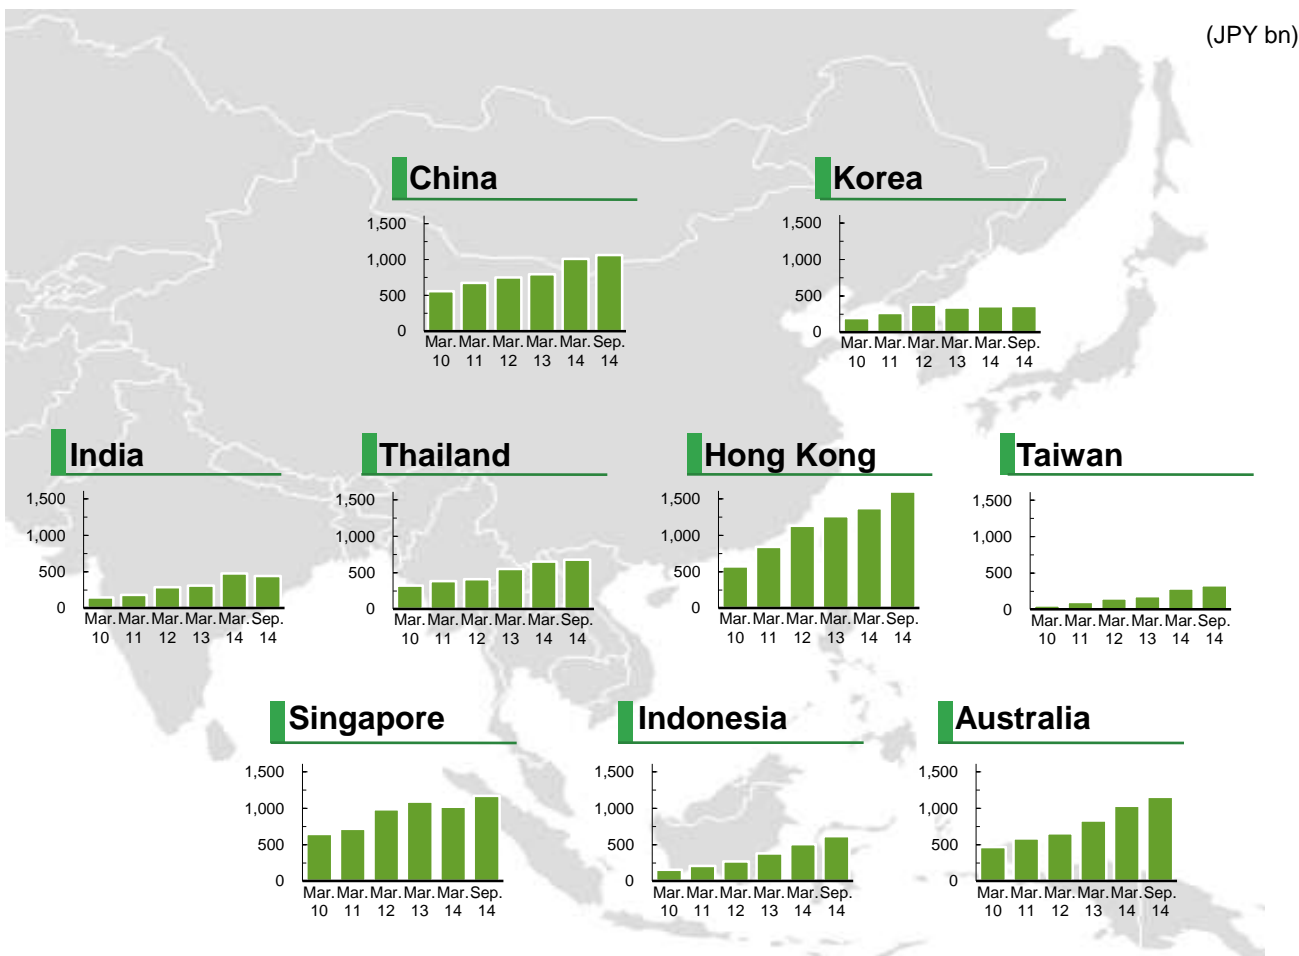 (JPY bn)
China
1,500
1,000
500
0
Mar. Mar. Mar. Mar. Mar. Sep.
10 11 12 13 14 14
Korea
1,500
1,000
500
0
Mar. Mar. Mar. Mar. Mar. Sep.
10 11 12 13 14 14
India
1,500
1,000
500
0
Mar. Mar. Mar. Mar. Mar. Sep.
10 11 12 13 14 14
Thailand
1,500
1,000
500
0
Mar. Mar. Mar. Mar. Mar. Sep.
10 11 12 13 14 14
Hong Kong
1,500
1,000
500
0
Mar. Mar. Mar. Mar. Mar. Sep.
10 11 12 13 14 14
Taiwan
1,500
1,000
500
0
Mar. Mar. Mar. Mar. Mar. Sep.
10 11 12 13 14 14
Singapore
1,500
1,000
500
0
Mar. Mar. Mar. Mar. Mar. Sep.
10 11 12 13 14 14
Indonesia
1,500
1,000
500
0
Mar. Mar. Mar. Mar. Mar. Sep.
10 11 12 13 14 14
Australia
1,500
1,000
500
0
Mar. Mar. Mar. Mar. Mar. Sep.
10 11 12 13 14 14